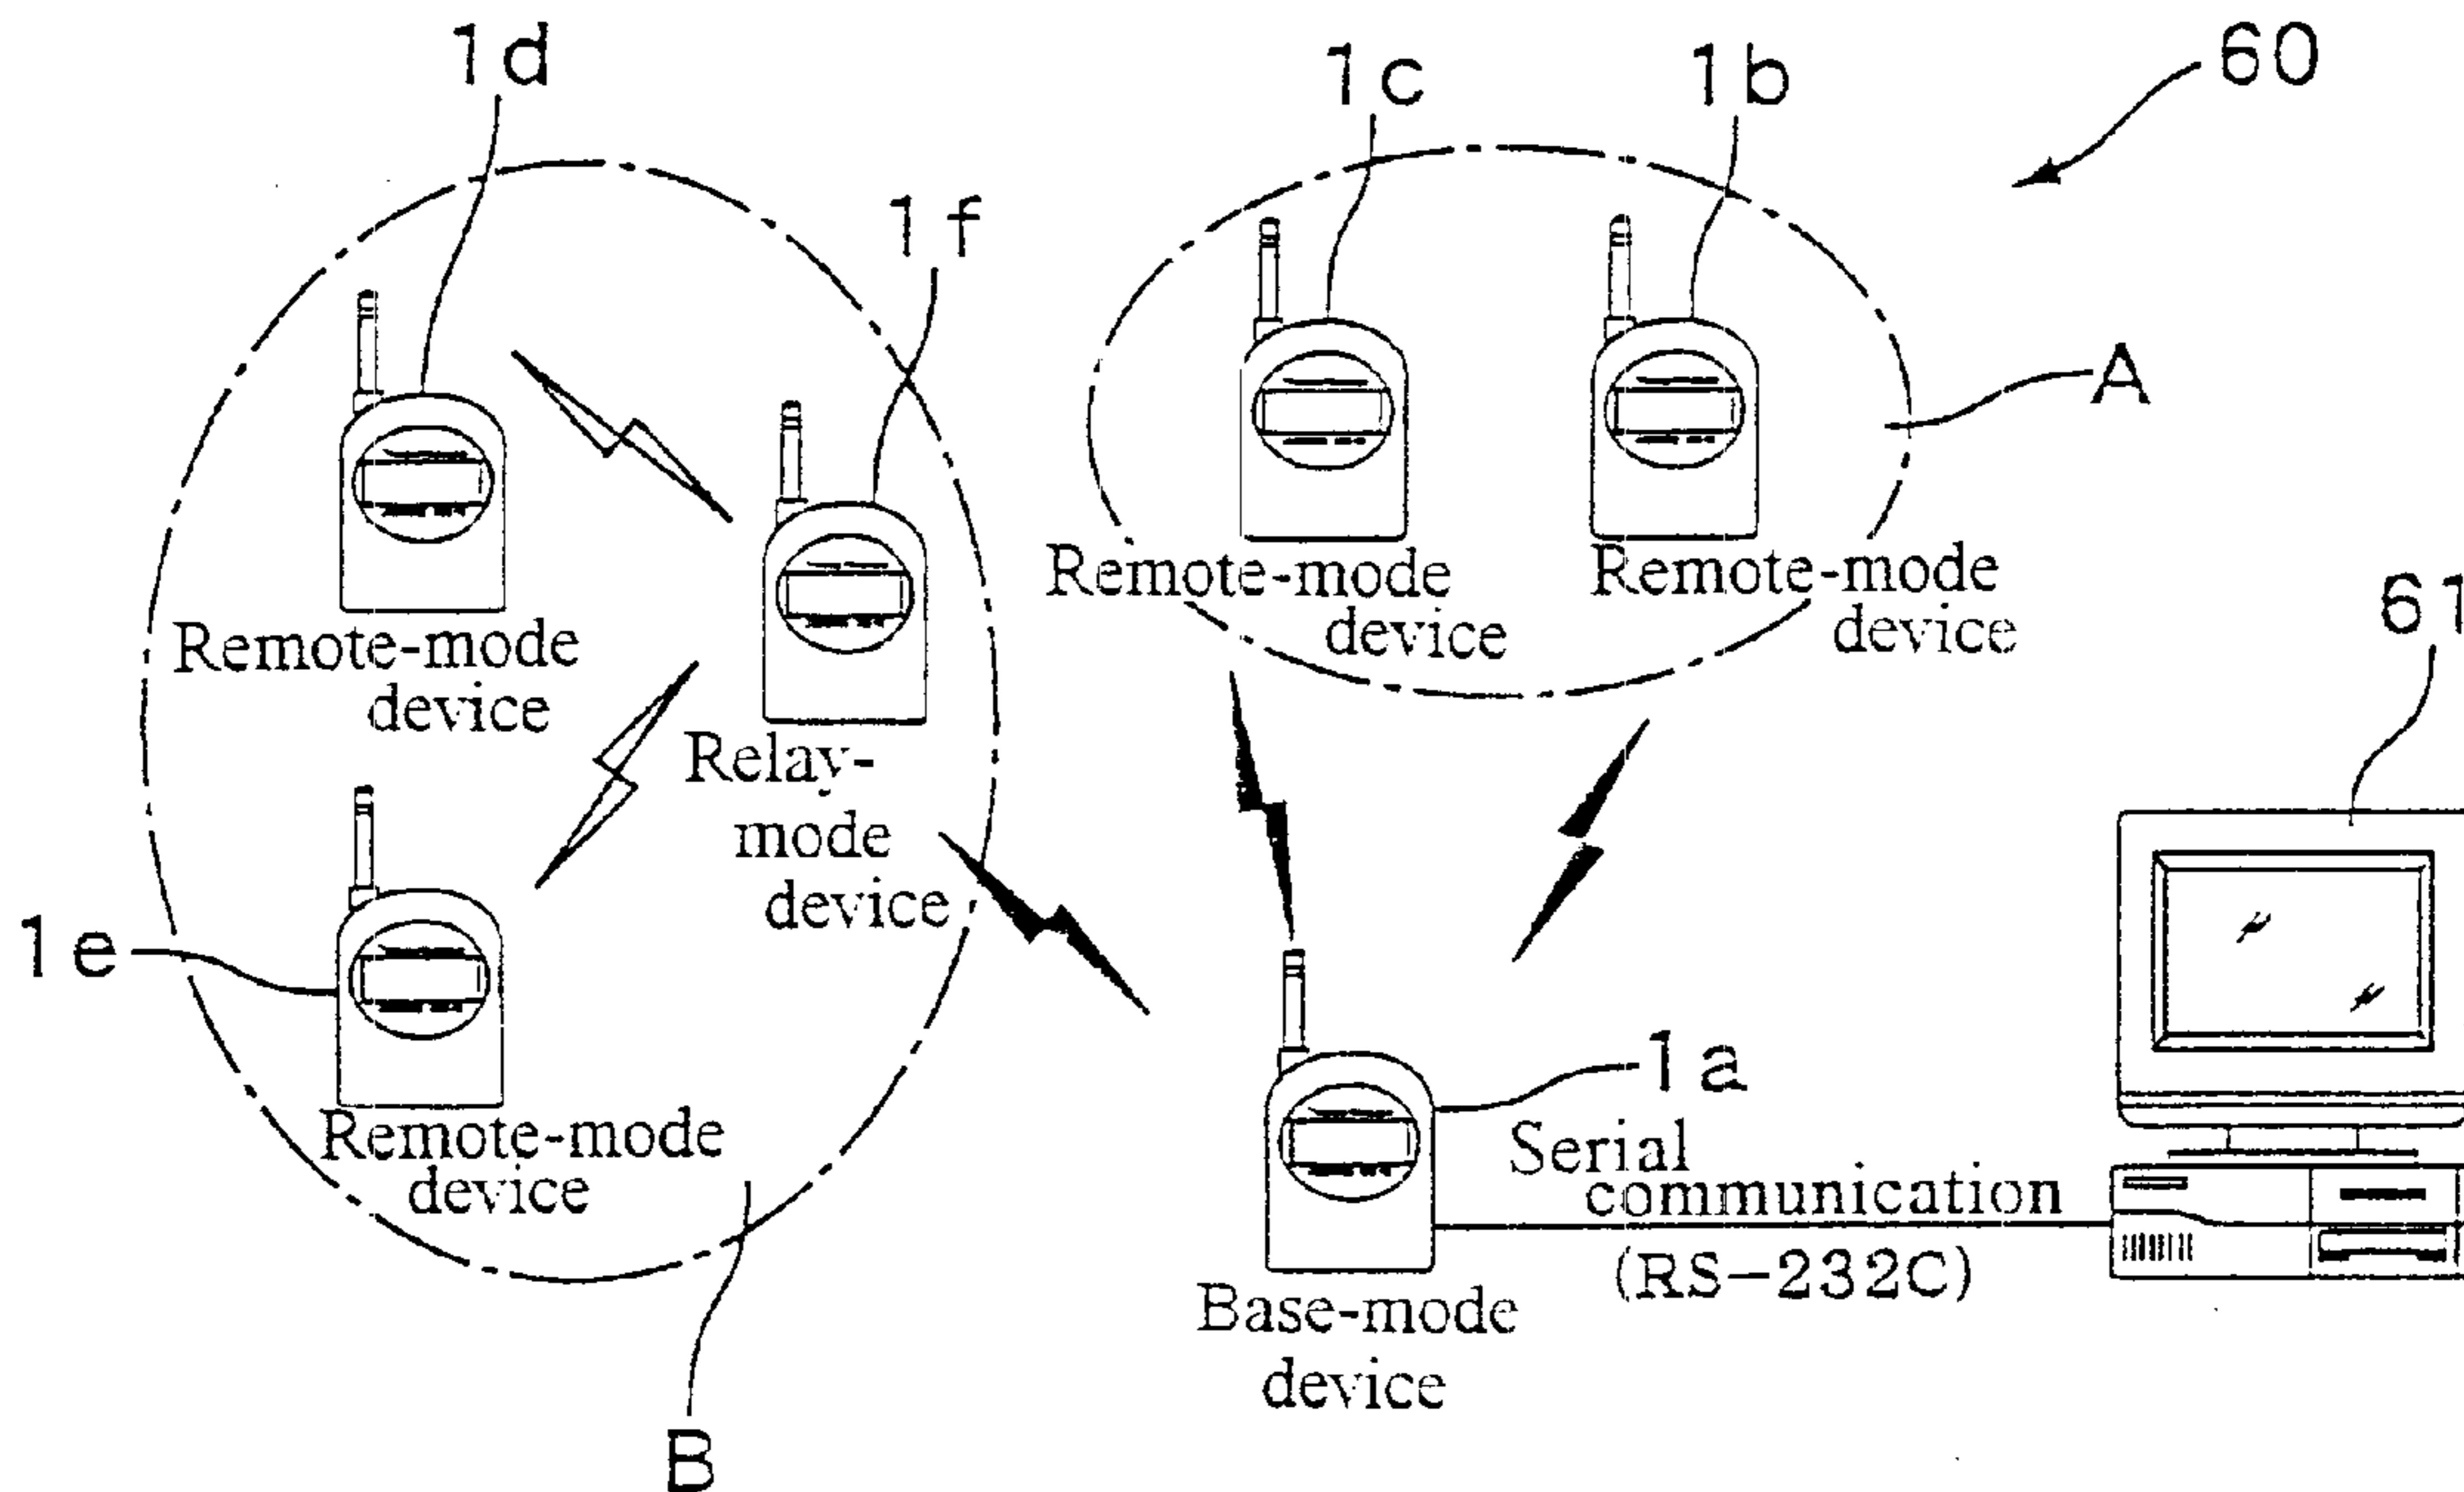 1d
1c
1b
60
1f
A
Remote-mode
device
Remote-mode
device
61
Remote-mode
device
Relay-
mode
device
1e
1a
Remote-mode
device
Serial
communication
(RS-232C)
Base-mode
device
B